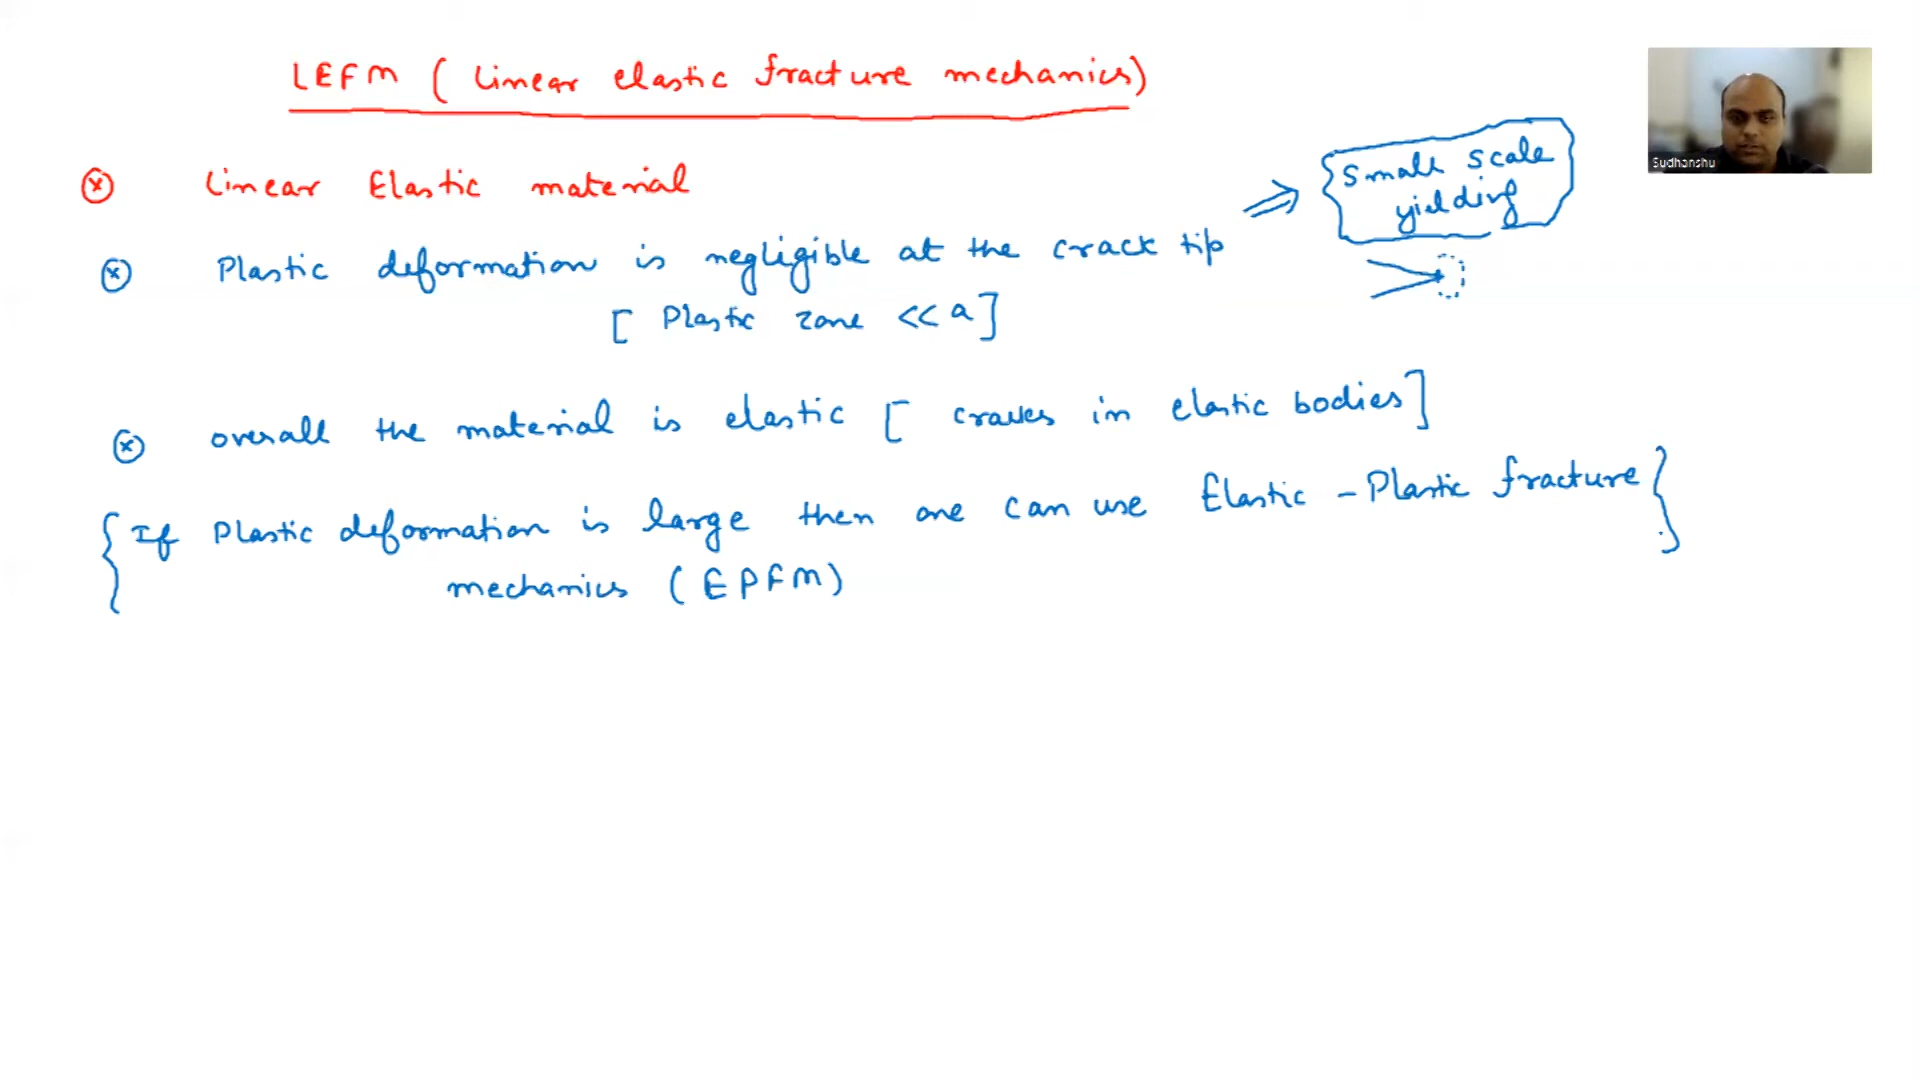 LEFM ( Linear elastic fracture mechanics)
Sudhanshu
Linear Elastic material
small scale
yielding
Plastic deformation is negligible at the crack tip
[ Plastic zone << a ]
overall the material is elastic [ cracks in elastic bodies ]
{ If Plastic deformation is large then one can use Elastic - Plastic fracture }
mechanics ( EPFM)